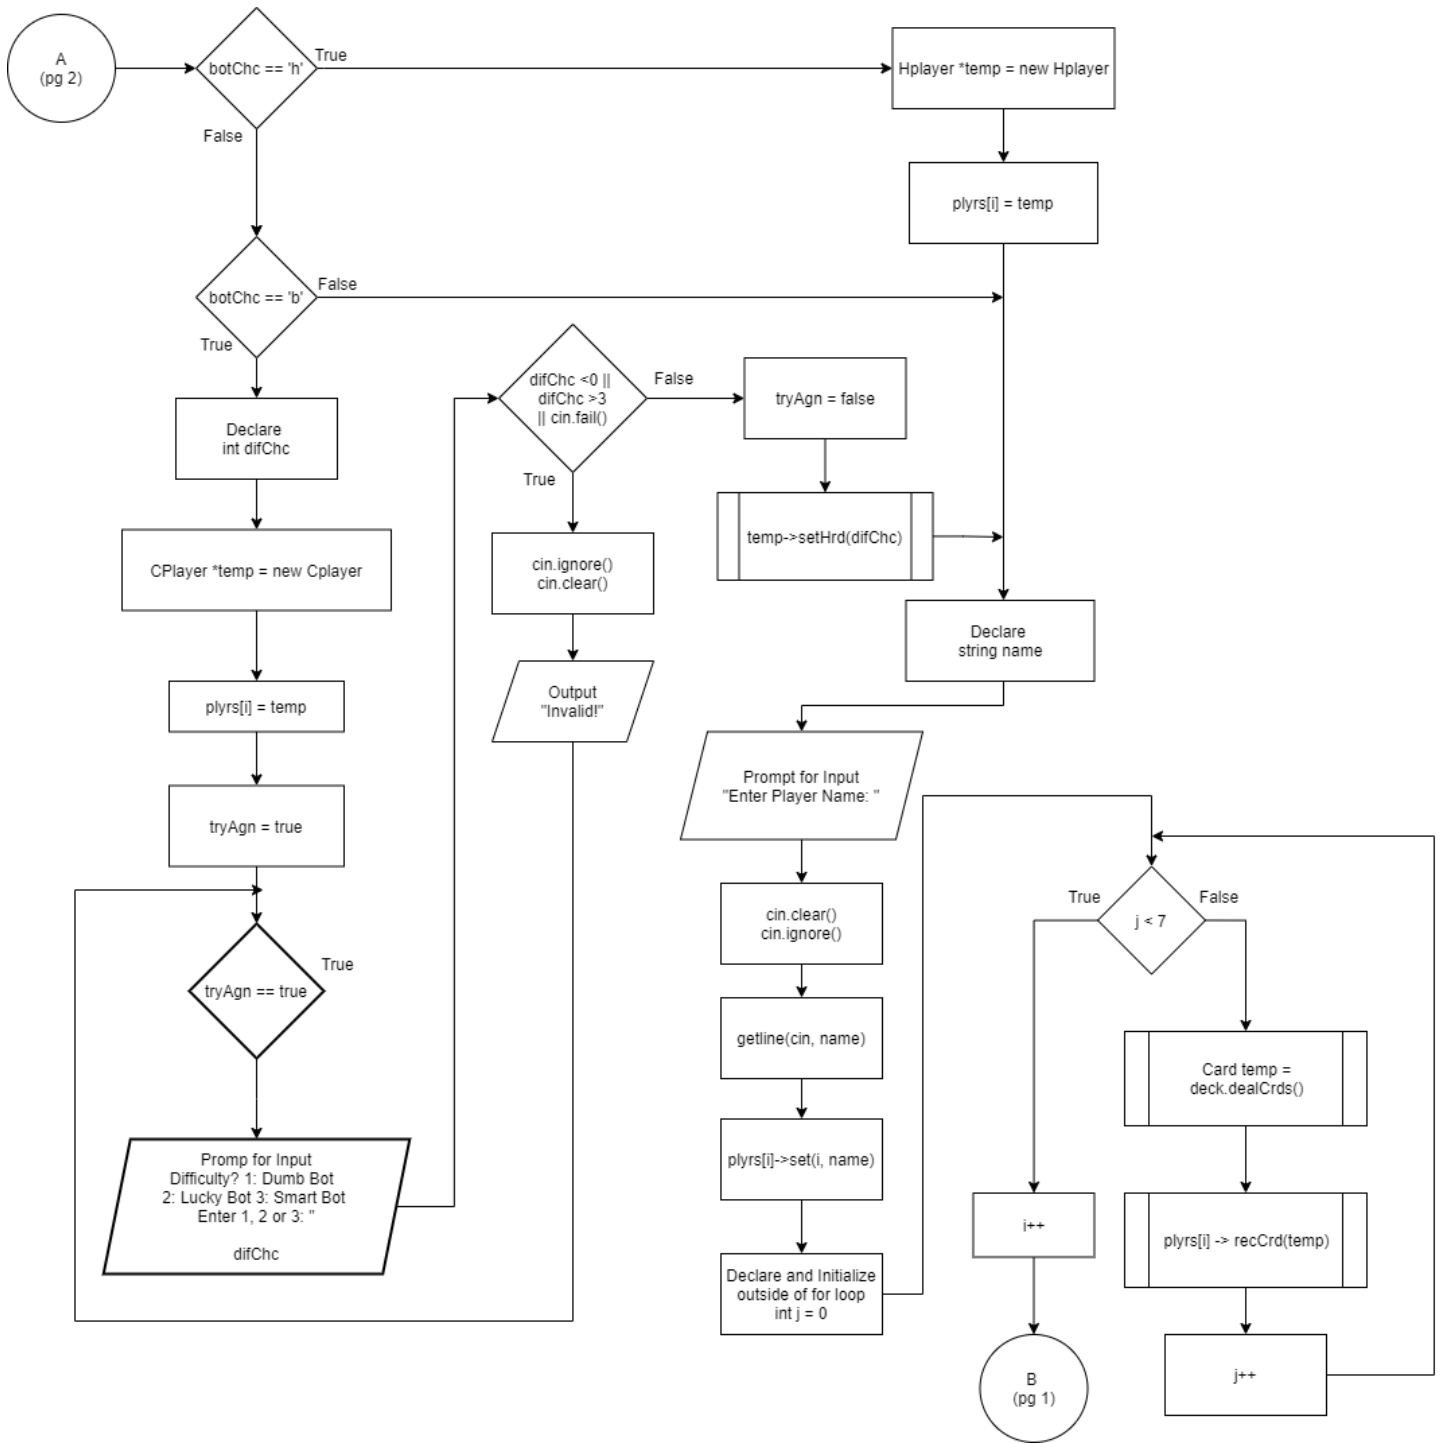 A
(pg 2)
botChc == 'h'
True
False
Hplayer *temp = new Hplayer
plyrs[i] = temp
botChc == 'b'
False
True
Declare
int difChc
CPlayer *temp = new Cplayer
plyrs[i] = temp
tryAgn = true
tryAgn == true
True
Promp for Input
Difficulty? 1: Dumb Bot
2: Lucky Bot 3: Smart Bot
Enter 1, 2 or 3: "
difChc
difChc <0 ||
difChc >3
|| cin.fail()
False
True
cin.ignore()
cin.clear()
Output
"Invalid!"
tryAgn = false
temp->setHrd(difChc)
Declare
string name
Prompt for Input
"Enter Player Name: "
cin.clear()
cin.ignore()
getline(cin, name)
plyrs[i]->set(i, name)
Declare and Initialize
outside of for loop
int j = 0
j < 7
True
False
i++
B
(pg 1)
Card temp =
deck.dealCrds()
plyrs[i] -> recCrd(temp)
j++